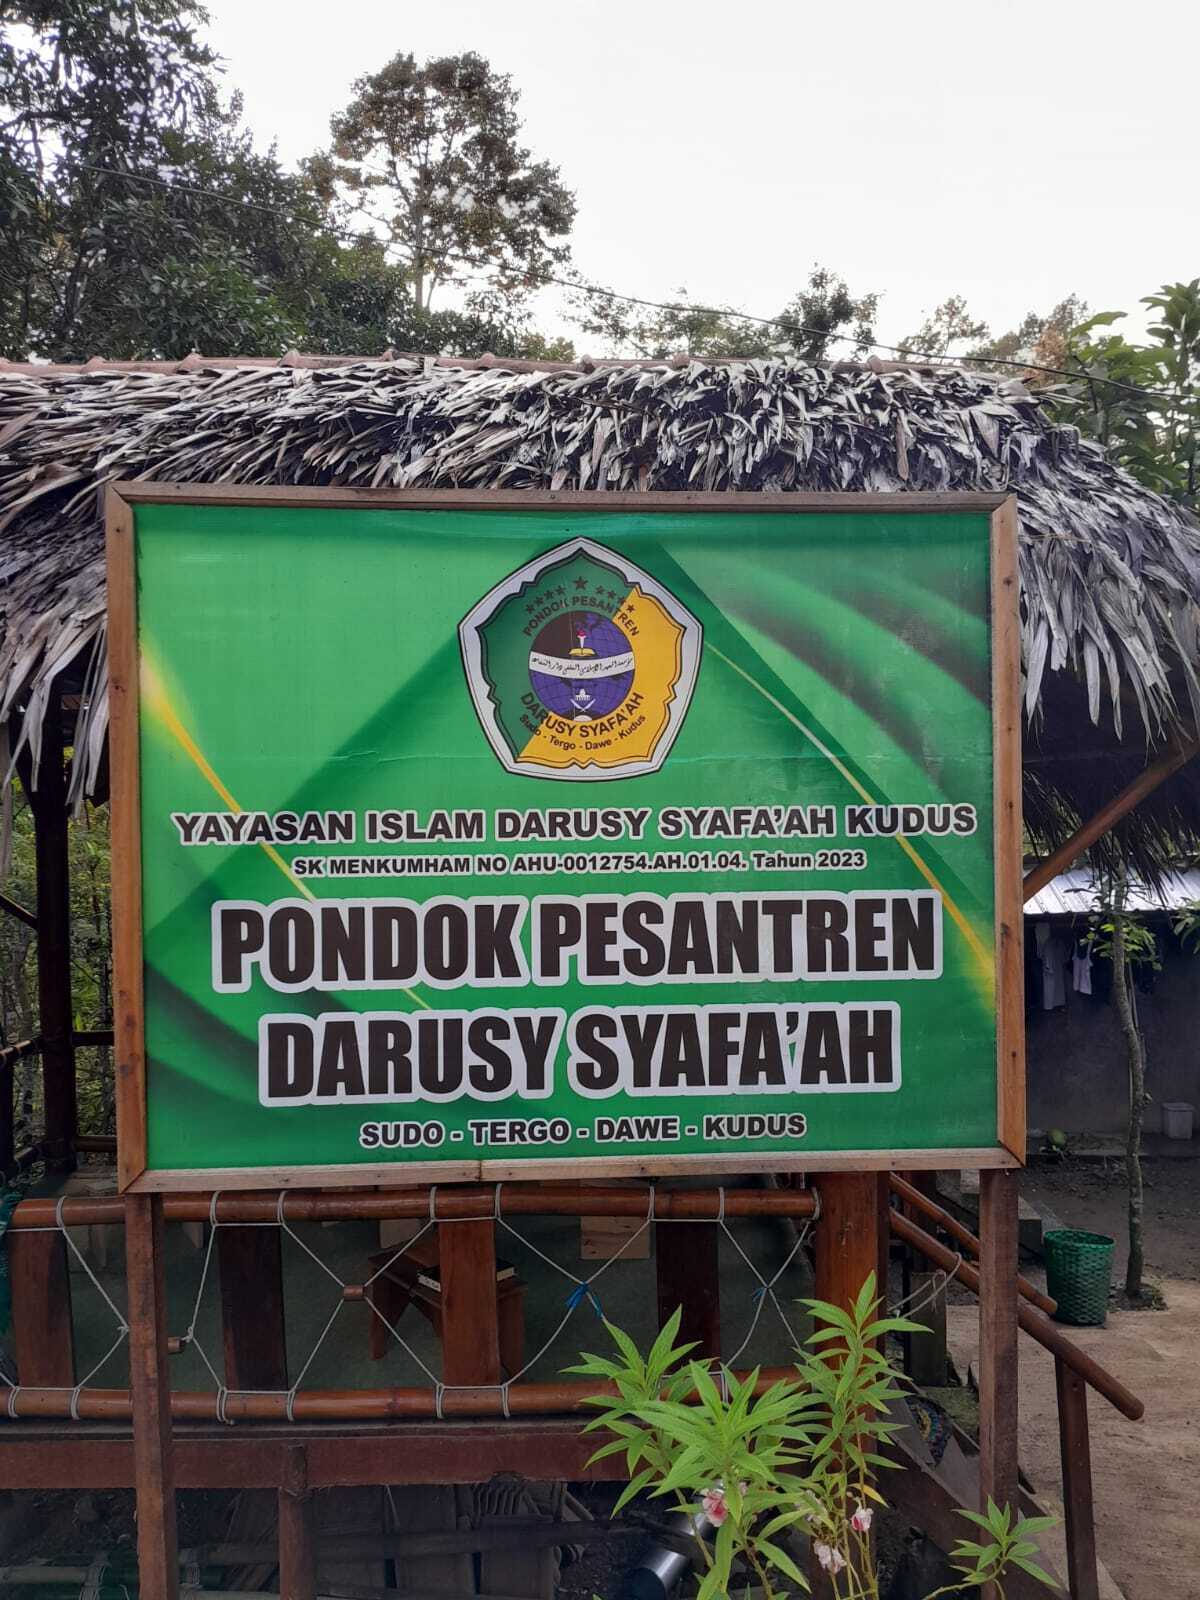 PONDOK PESANTREN
DARUSY SYAFA'AH
Sudo - Tergo - Dawe - Kudus
YAYASAN ISLAM DARUSY SYAFA'AH KUDUS
SK MENKUMHAM NO AHU-0012754.AH.01.04. Tahun 2023
PONDOK PESANTREN
DARUSY SYAFA'AH
SUDO - TERGO - DAWE - KUDUS